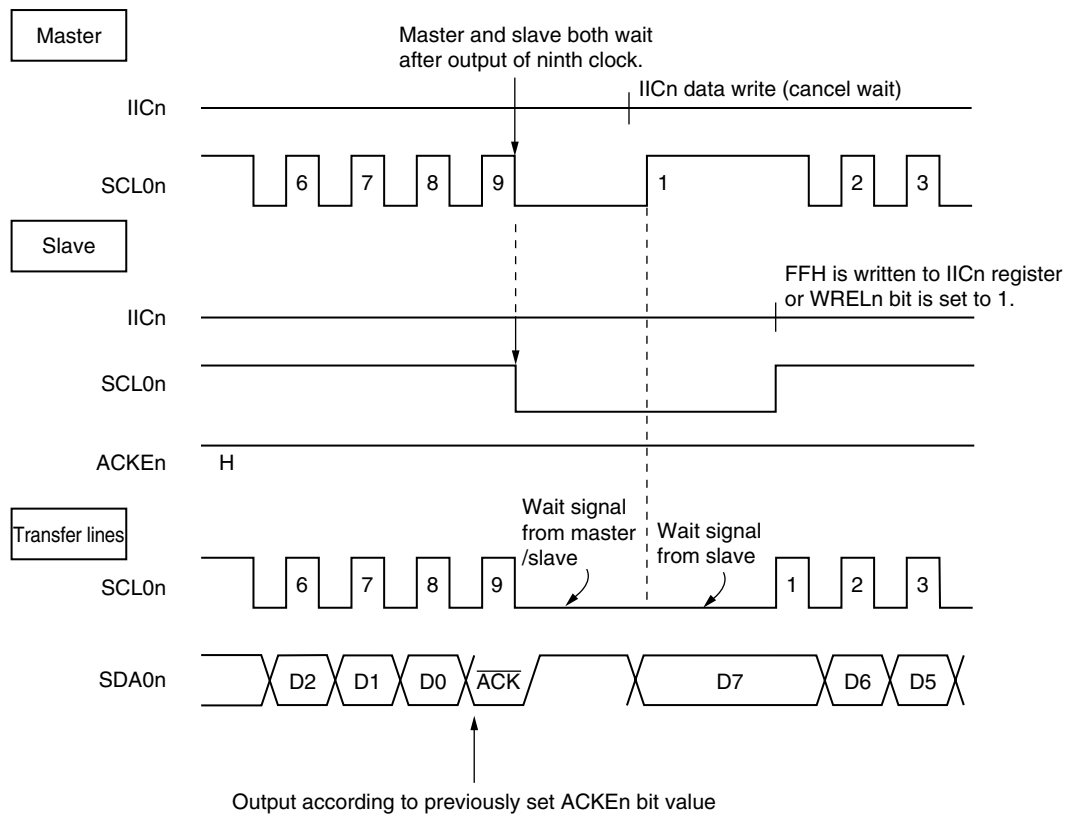 Master
Master and slave both wait
after output of ninth clock.
IICn data write (cancel wait)
IICn
SCL0n
6 7 8 9 1 2 3
Slave
FFH is written to IICn register
or WRELn bit is set to 1.
IICn
SCL0n
ACKEn
H
Transfer lines
Wait signal
from master
/slave
Wait signal
from slave
SCL0n
6 7 8 9 1 2 3
SDA0n
D2 D1 D0 ACK D7 D6 D5
Output according to previously set ACKEn bit value